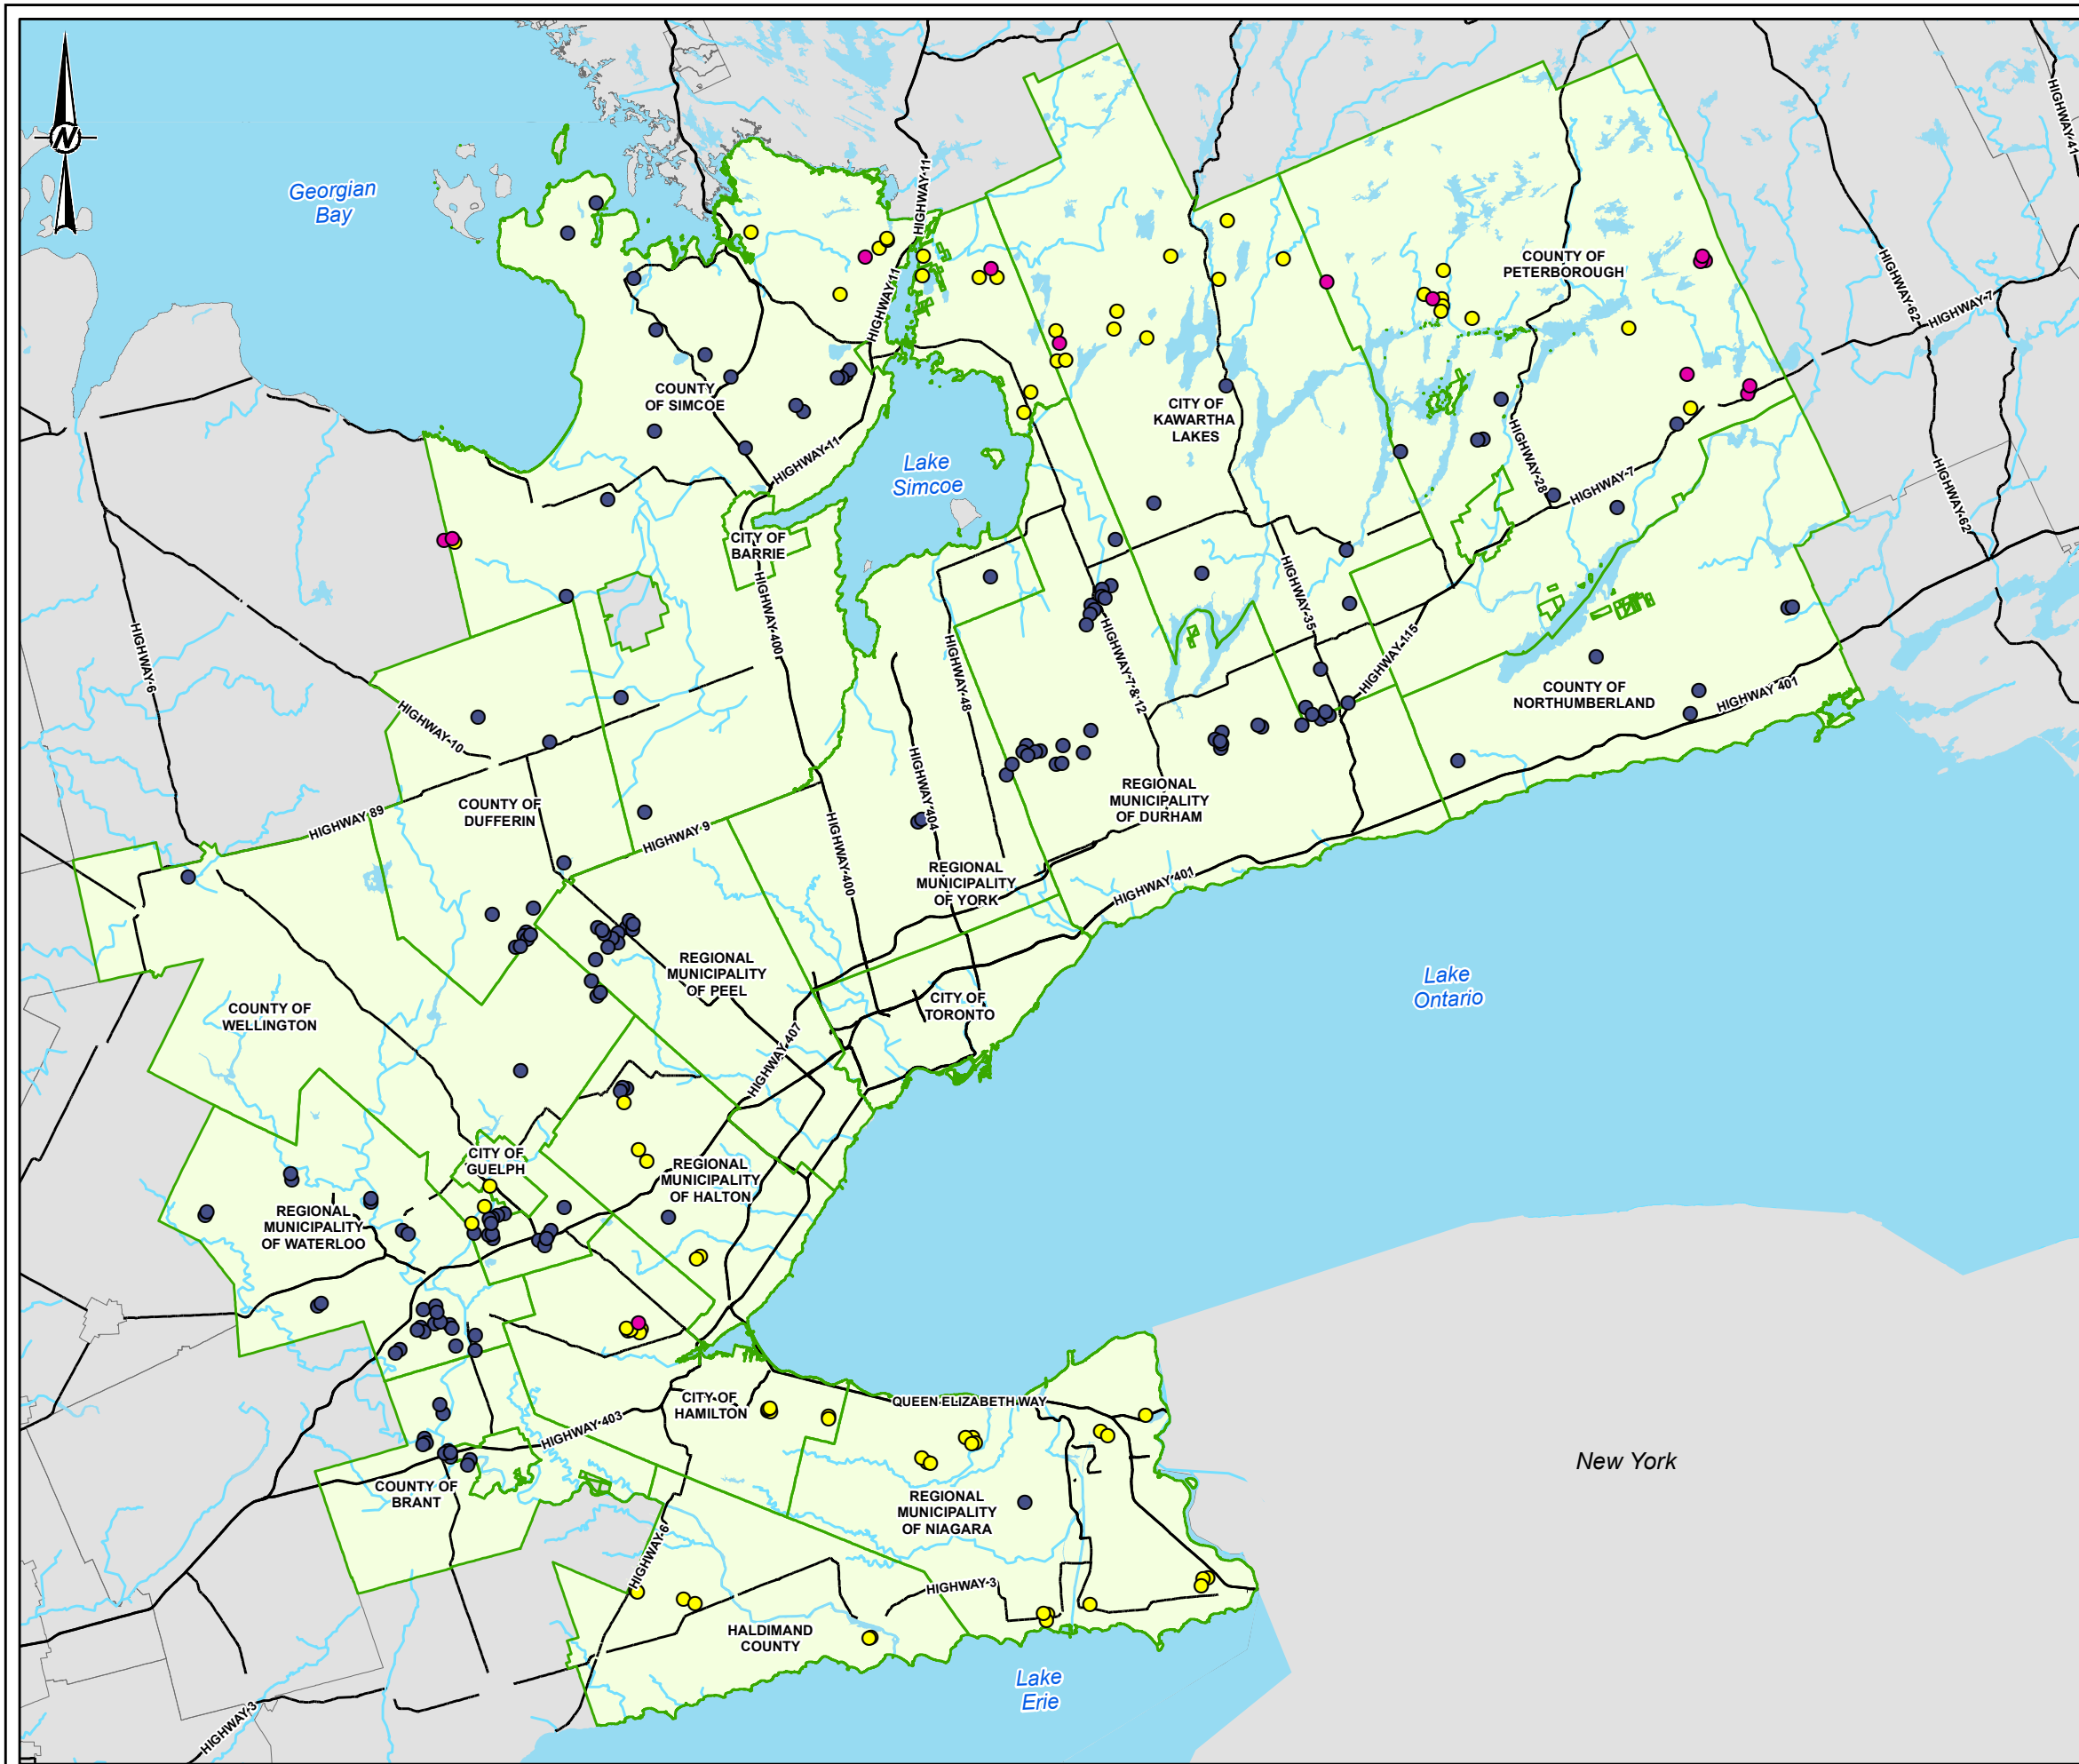 N
Georgian
Bay
HIGHWAY-11
HIGHWAY-41
COUNTY OF
PETERBOROUGH
HIGHWAY-62
HIGHWAY-7
HIGHWAY-11
COUNTY
OF SIMCOE
CITY OF
KAWARTHA
LAKES
HIGHWAY-11
Lake
Simcoe
HIGHWAY-28
HIGHWAY-7
HIGHWAY-62
CITY OF
BARRIE
HIGHWAY-400
HIGHWAY-35
HIGHWAY-6
HIGHWAY-48
HIGHWAY-7 & 12
HIGHWAY-115
COUNTY OF
NORTHUMBERLAND
HIGHWAY 401
HIGHWAY-10
HIGHWAY-404
REGIONAL
MUNICIPALITY
OF DURHAM
COUNTY OF
DUFFERIN
HIGHWAY 89
HIGHWAY 9
HIGHWAY-400
REGIONAL
MUNICIPALITY
OF YORK
HIGHWAY 401
REGIONAL
MUNICIPALITY
OF PEEL
Lake
Ontario
CITY OF
TORONTO
COUNTY OF
WELLINGTON
HIGHWAY-407
CITY OF
GUELPH
REGIONAL
MUNICIPALITY
OF HALTON
REGIONAL
MUNICIPALITY
OF WATERLOO
CITY OF
HAMILTON
QUEEN ELIZABETH WAY
HIGHWAY-403
New York
COUNTY OF
BRANT
REGIONAL
MUNICIPALITY
OF NIAGARA
HIGHWAY-6
HIGHWAY-3
HALDIMAND
COUNTY
Lake
Erie
HIGHWAY-3